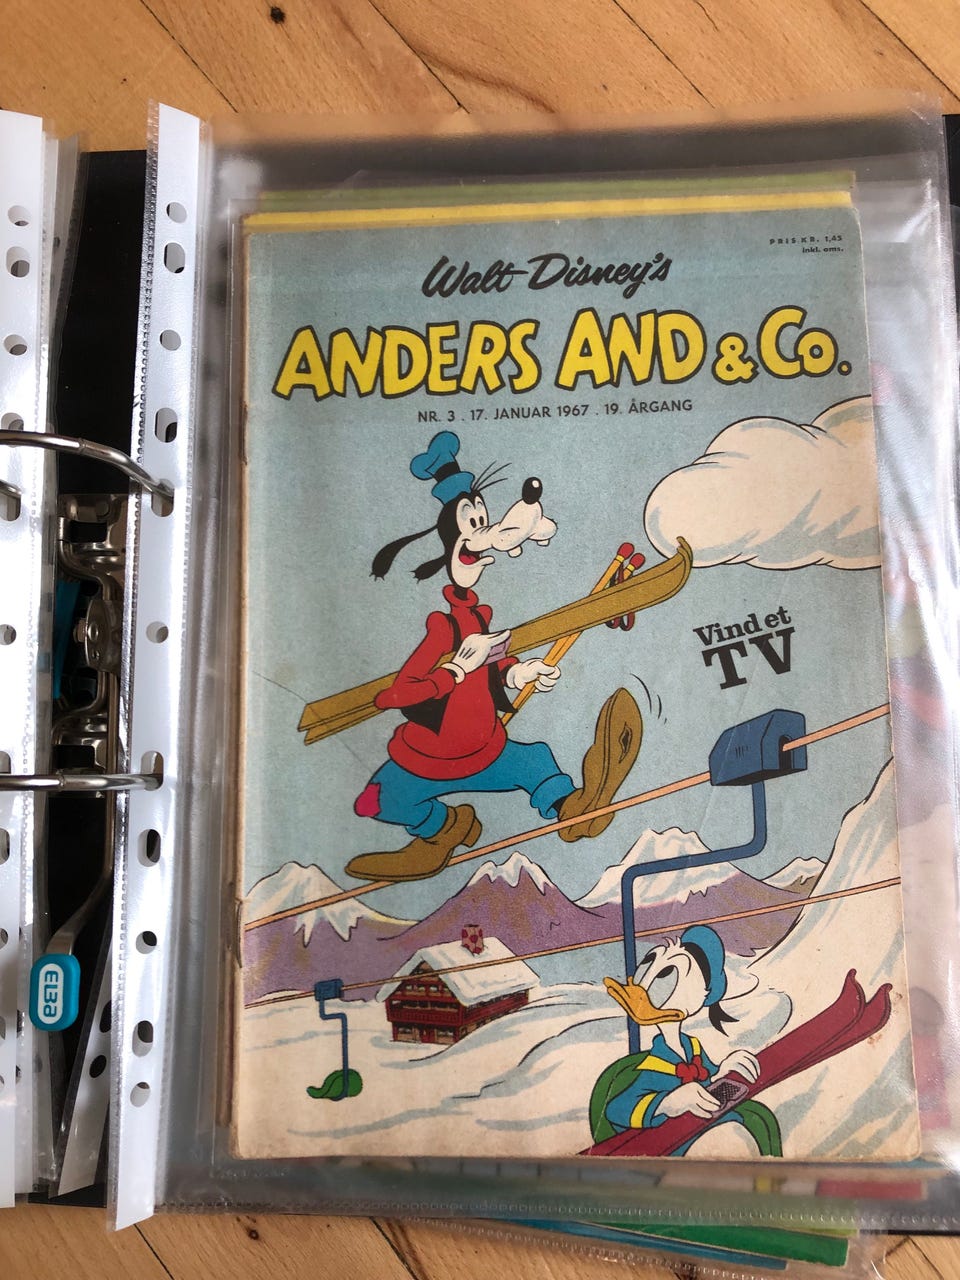 PRIS KR. 1,45
inkl. oms.
Walt Disney's
ANDERS AND & Co.
NR. 3 . 17. JANUAR 1967 . 19. ÅRGANG
Vind et
TV
ELBA